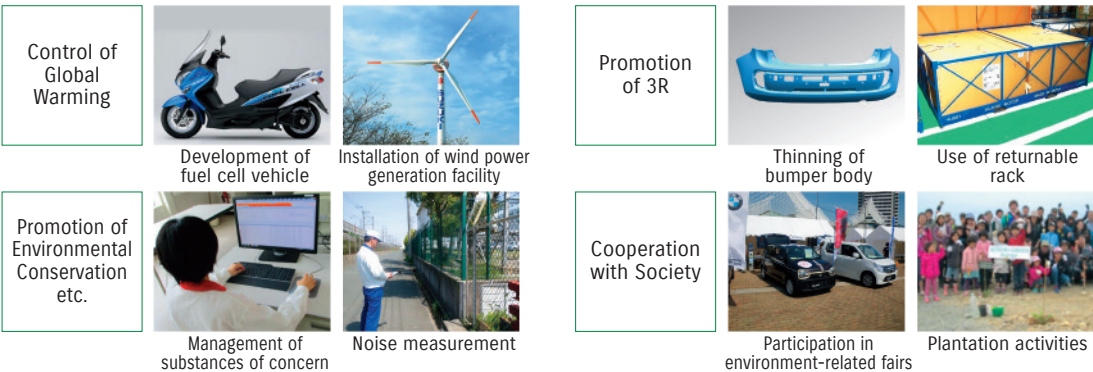 Control of
Global
Warming
Development of
fuel cell vehicle
Installation of wind power
generation facility
Promotion
of 3R
Thinning of
bumper body
Use of returnable
rack
Promotion of
Environmental
Conservation
etc.
Management of
substances of concern
Noise measurement
Cooperation
with Society
Participation in
environment-related fairs
Plantation activities